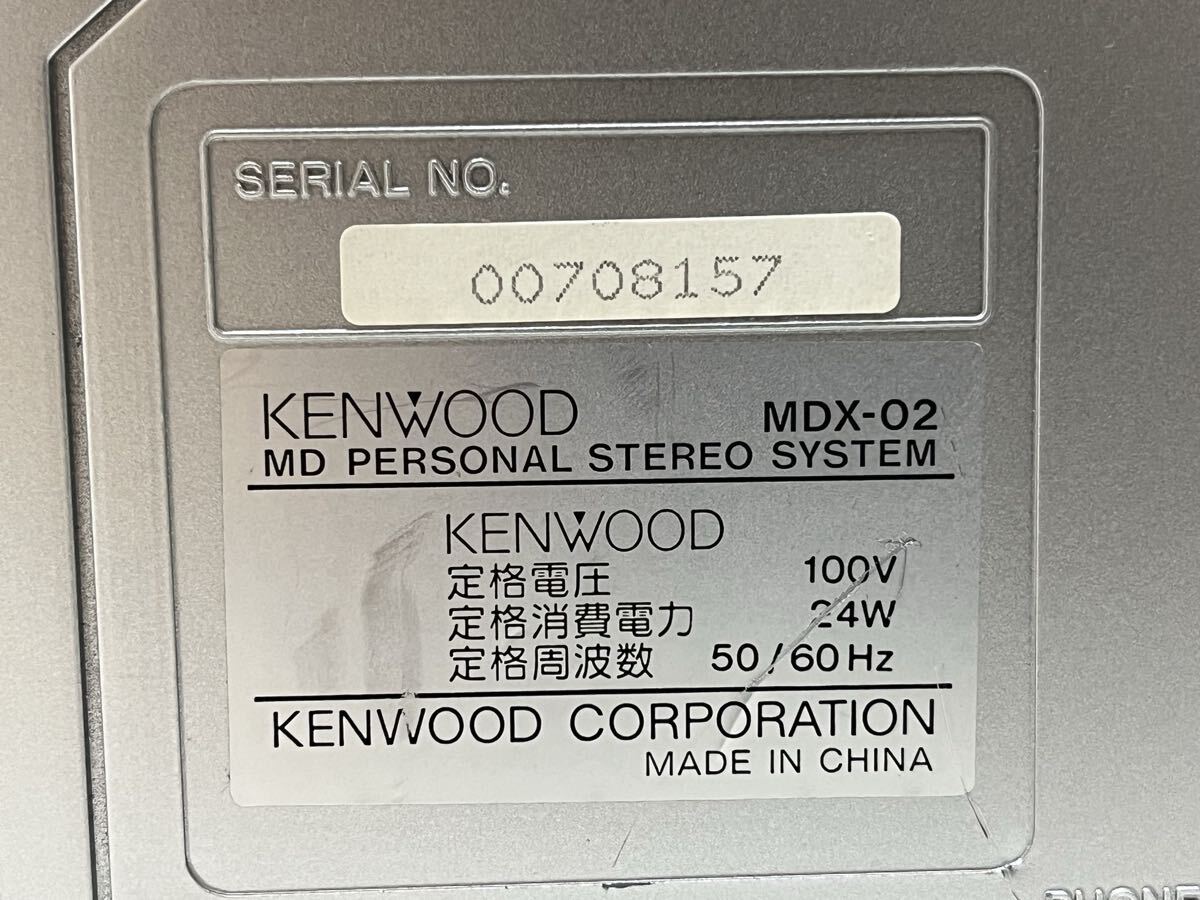 SERIAL NO.
00708157
KENWOOD MDX-02
MD PERSONAL STEREO SYSTEM
KENWOOD
定格電圧 100V
定格消費電力 24W
定格周波数 50/60Hz
KENWOOD CORPORATION
MADE IN CHINA